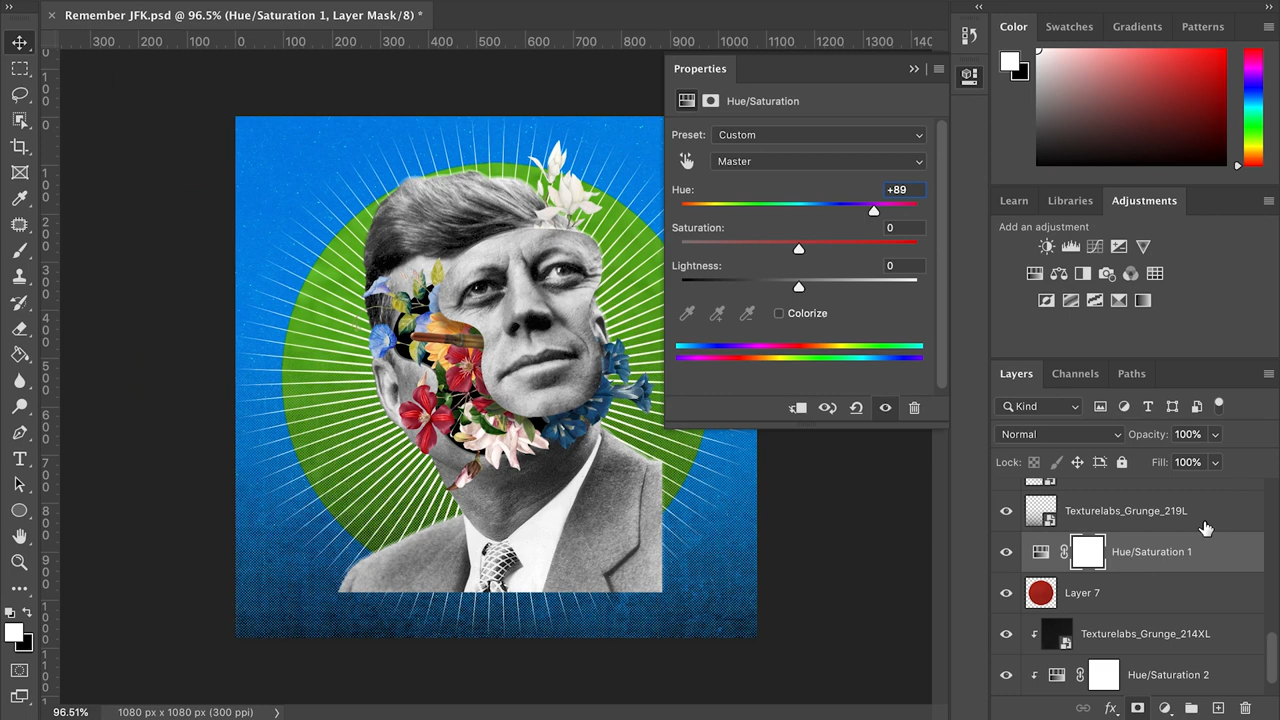 Remember JFK.psd @ 96.5% (Hue/Saturation 1, Layer Mask/8) *
300 200 100 0 100 200 300 400 500 600 700 800 900 1000 1100 1200 1300
Properties
Hue/Saturation
Preset: Custom
Master
Hue: +89
Saturation: 0
Lightness: 0
Colorize
Color Swatches Gradients Patterns
Learn Libraries Adjustments
Add an adjustment
Layers Channels Paths
Kind
Normal Opacity: 100%
Lock: Fill: 100%
Texturelabs_Grunge_219L
Hue/Saturation 1
Layer 7
Texturelabs_Grunge_214XL
Hue/Saturation 2
fx
96.51% 1080 px x 1080 px (300 ppi)